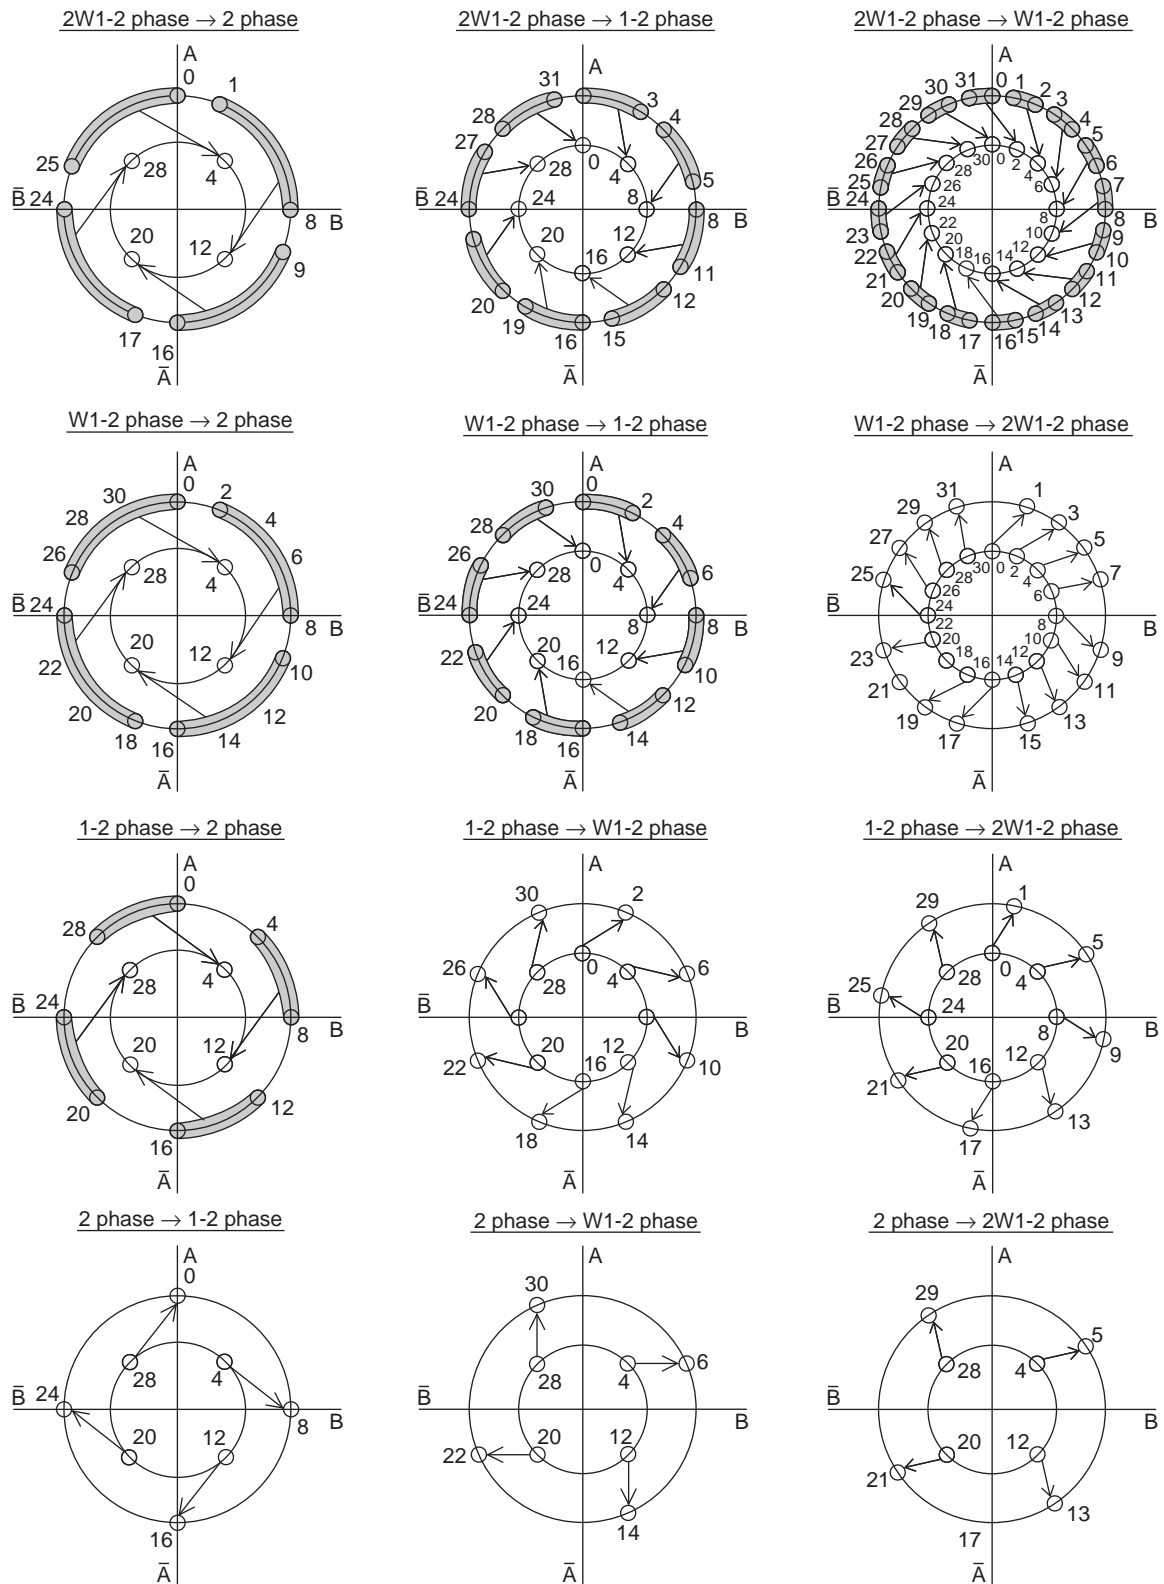 2W1-2 phase → 2 phase
A
0
1
25
28
4
B̄ 24
8 B
20
12
9
17
16
Ā
2W1-2 phase → 1-2 phase
A
31
3
28
4
27
0
28
4
5
B̄ 24
24
8
8 B
20
12
16
11
20
12
19
16
15
Ā
2W1-2 phase → W1-2 phase
A
31 0 1
30
2
29
3
28
4
27
5
26
6
25
7
30 0 2
28
4
26
6
B̄ 24
24
8
8 B
22
10
20
12
18 16 14
23
9
22
10
21
11
20
12
19
13
18
14
17 16 15
Ā
W1-2 phase → 2 phase
A
0
2
30
4
28
6
26
28
4
B̄ 24
8 B
20
12
10
22
12
20
14
18
16
Ā
W1-2 phase → 1-2 phase
A
0
30
2
28
4
26
6
0
28
4
B̄ 24
24
8
8 B
20
12
16
22
10
20
12
18
14
16
Ā
W1-2 phase → 2W1-2 phase
A
31
1
29
3
27
5
25
7
30 0 2
28
4
26
6
24
8
B̄
B
22
10
20
12
18 16 14
23
9
21
11
19
13
17
15
Ā
1-2 phase → 2 phase
A
0
28
4
28
4
B̄ 24
8 B
20
12
20
12
16
Ā
1-2 phase → W1-2 phase
A
30
2
26
6
0
28
4
B̄
B
20
12
16
22
10
18
14
Ā
1-2 phase → 2W1-2 phase
A
1
29
5
25
0
28
4
B̄
24
8
B
20
12
16
9
21
13
17
Ā
2 phase → 1-2 phase
A
0
28
4
B̄ 24
8 B
20
12
16
Ā
2 phase → W1-2 phase
A
30
6
28
4
B̄
B
20
12
22
14
Ā
2 phase → 2W1-2 phase
A
29
5
28
4
B̄
B
20
12
21
13
17
Ā